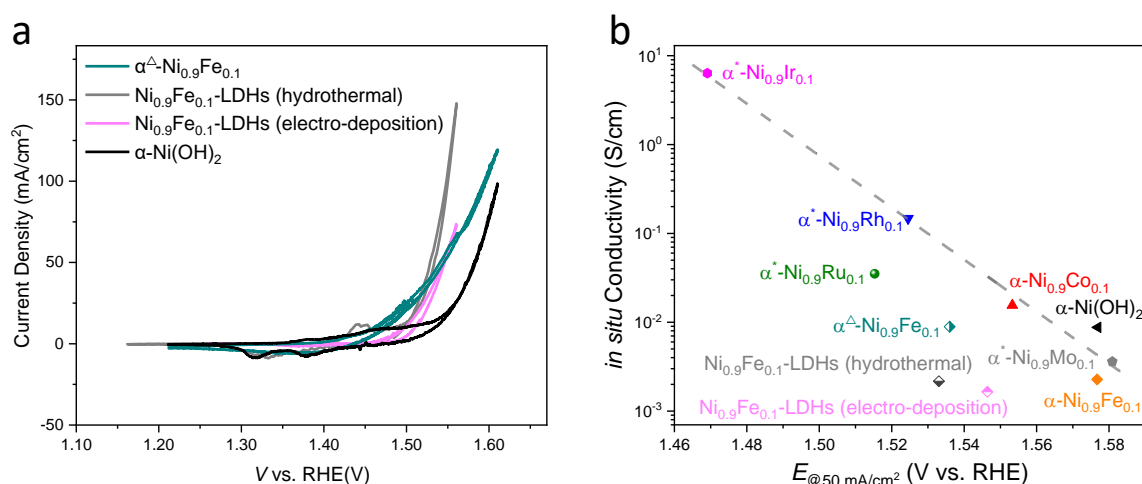 a
α△-Ni0.9Fe0.1
Ni0.9Fe0.1-LDHs (hydrothermal)
Ni0.9Fe0.1-LDHs (electro-deposition)
α-Ni(OH)2
Current Density (mA/cm2)
150
100
50
0
-50
1.10 1.20 1.30 1.40 1.50 1.60
V vs. RHE(V)
b
in situ Conductivity (S/cm)
10^1
10^0
10^-1
10^-2
10^-3
α*-Ni0.9Ir0.1
α*-Ni0.9Rh0.1
α*-Ni0.9Ru0.1
α-Ni0.9Co0.1
α-Ni(OH)2
α△-Ni0.9Fe0.1
Ni0.9Fe0.1-LDHs (hydrothermal)
α*-Ni0.9Mo0.1
Ni0.9Fe0.1-LDHs (electro-deposition)
α-Ni0.9Fe0.1
1.46 1.48 1.50 1.52 1.54 1.56 1.58
E@50 mA/cm2 (V vs. RHE)